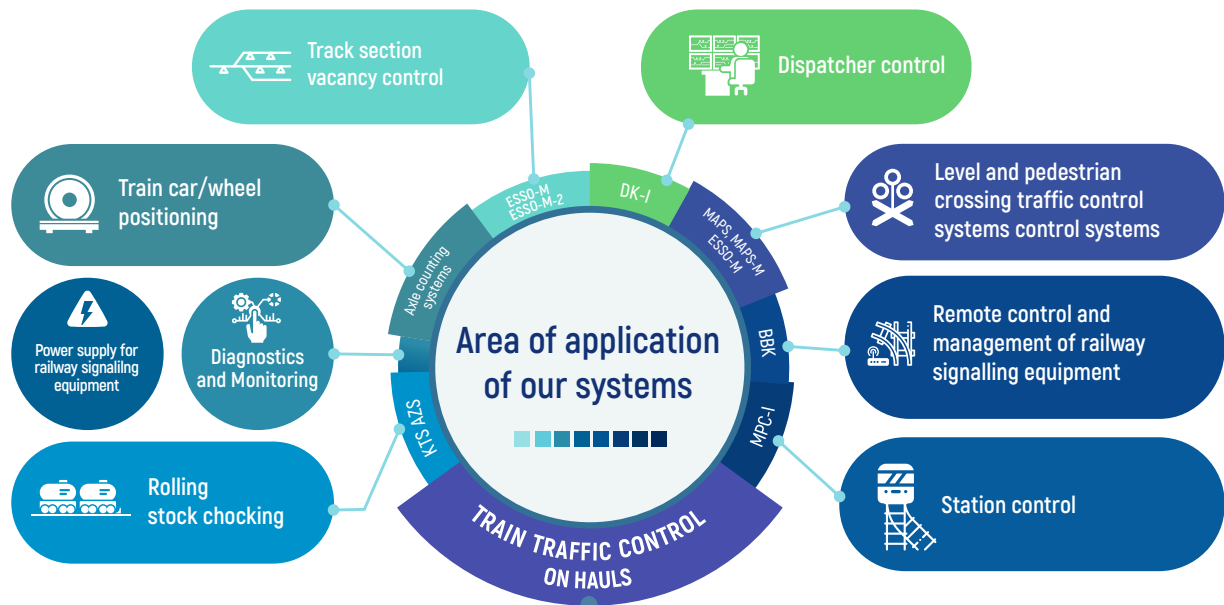 Track section
vacancy control
Dispatcher control
Train car/wheel
positioning
Level and pedestrian
crossing traffic control
systems control systems
Power supply for
railway signaliling
equipment
Diagnostics
and Monitoring
Remote control and
management of railway
signalling equipment
Rolling
stock chocking
Station control
Axle counting
systems
ESSO-M
ESSO-M-2
DK-I
MAPS, MAPS-M
ESSO-M
BBK
MPC-I
KTS AZS
Area of application
of our systems
TRAIN TRAFFIC CONTROL
ON HAULS